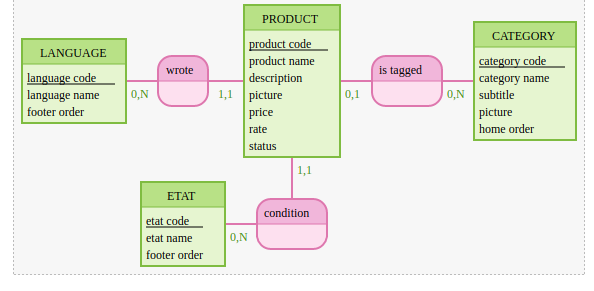 PRODUCT
product code
product name
description
picture
price
rate
status
LANGUAGE
language code
language name
footer order
wrote
0,N
1,1
is tagged
0,1
0,N
CATEGORY
category code
category name
subtitle
picture
home order
1,1
ETAT
etat code
etat name
footer order
condition
0,N